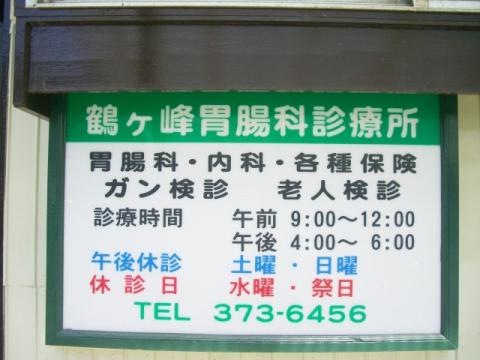 鶴ヶ峰胃腸科診療所
胃腸科・内科・各種保険
ガン検診 老人検診
診療時間 午前 9:00～12:00
午後 4:00～ 6:00
午後休診 土曜・日曜
休診日 水曜・祭日
TEL 373-6456